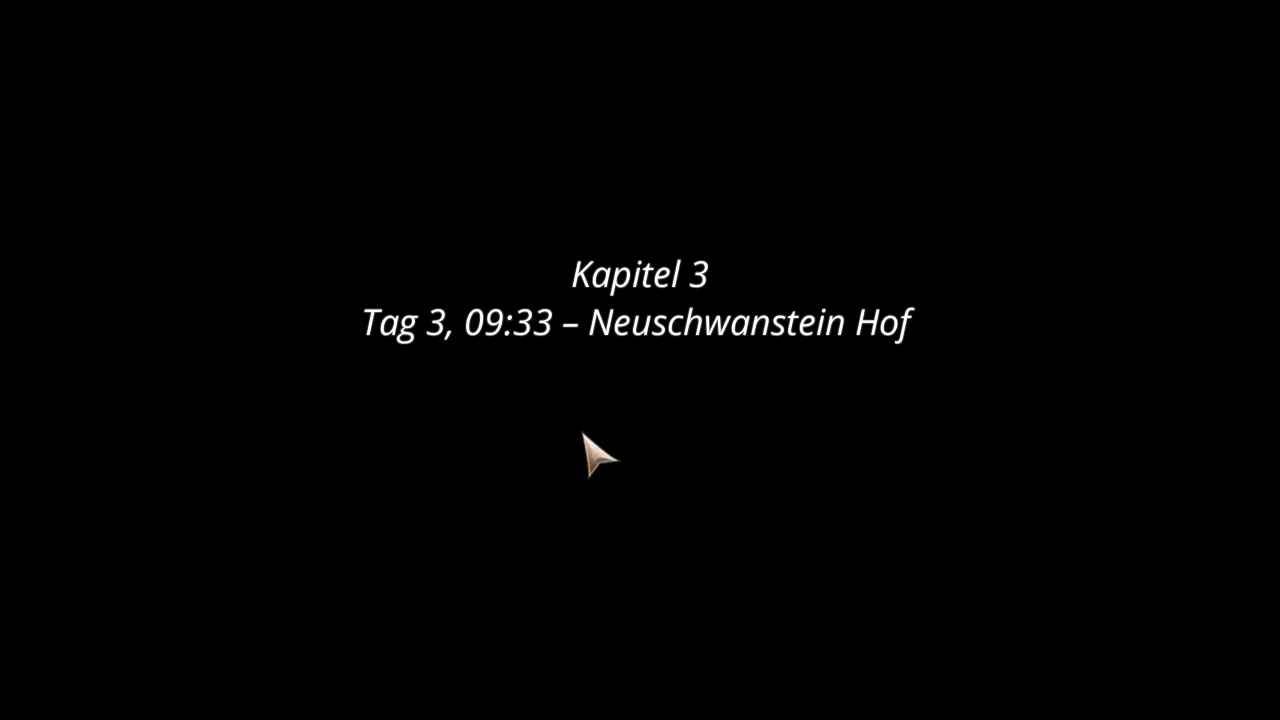 Kapitel 3
Tag 3, 09:33 – Neuschwanstein Hof